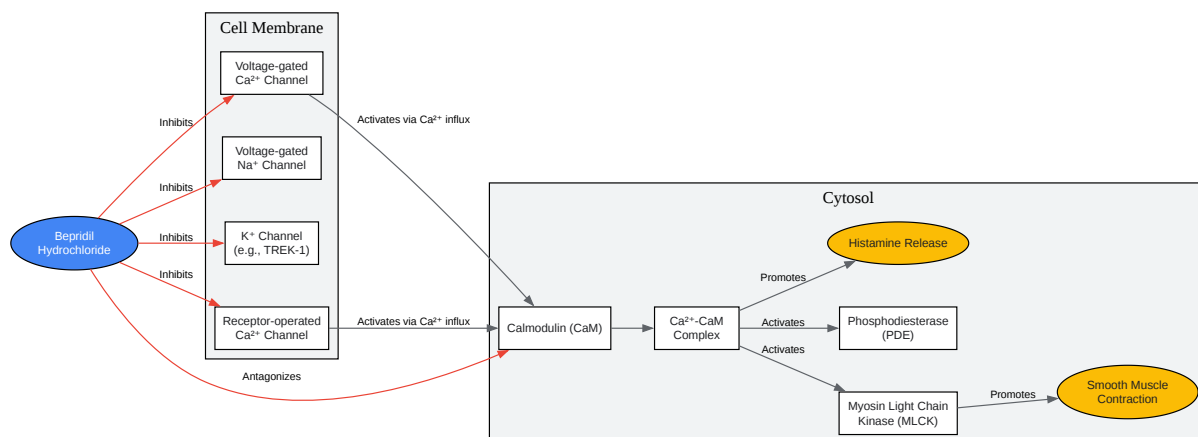 Cell Membrane
Voltage-gated
Ca²⁺ Channel
Activates via Ca²⁺ influx
Inhibits
Voltage-gated
Na⁺ Channel
Inhibits
Cytosol
Bepridil
Hydrochloride
Inhibits
K⁺ Channel
(e.g., TREK-1)
Histamine Release
Inhibits
Promotes
Receptor-operated
Ca²⁺ Channel
Activates via Ca²⁺ influx
Calmodulin (CaM)
Ca²⁺-CaM
Complex
Activates
Phosphodiesterase
(PDE)
Activates
Antagonizes
Smooth Muscle
Contraction
Promotes
Myosin Light Chain
Kinase (MLCK)